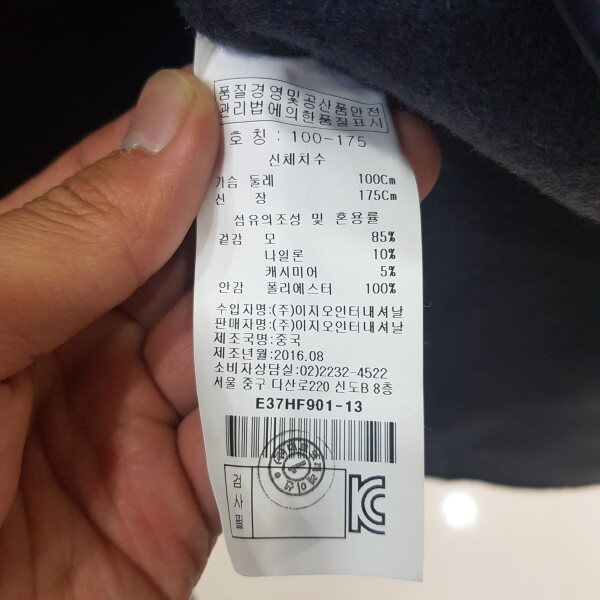 품질경영및공산품안전
관리법에의한품질표시
호 칭 : 100-175
신체치수
가슴 둘레 100Cm
신 장 175Cm
섬유의조성 및 혼용률
겉감 모 85%
나일론 10%
캐시미어 5%
안감 폴리에스터 100%
수입자명:(주)이지오인터내셔날
판매자명:(주)이지오인터내셔날
제조국명:중국
제조년월:2016.08
소비자상담실:02)2232-4522
서울 중구 다산로220 신도B 8층
E37HF901-13
검사필
KC